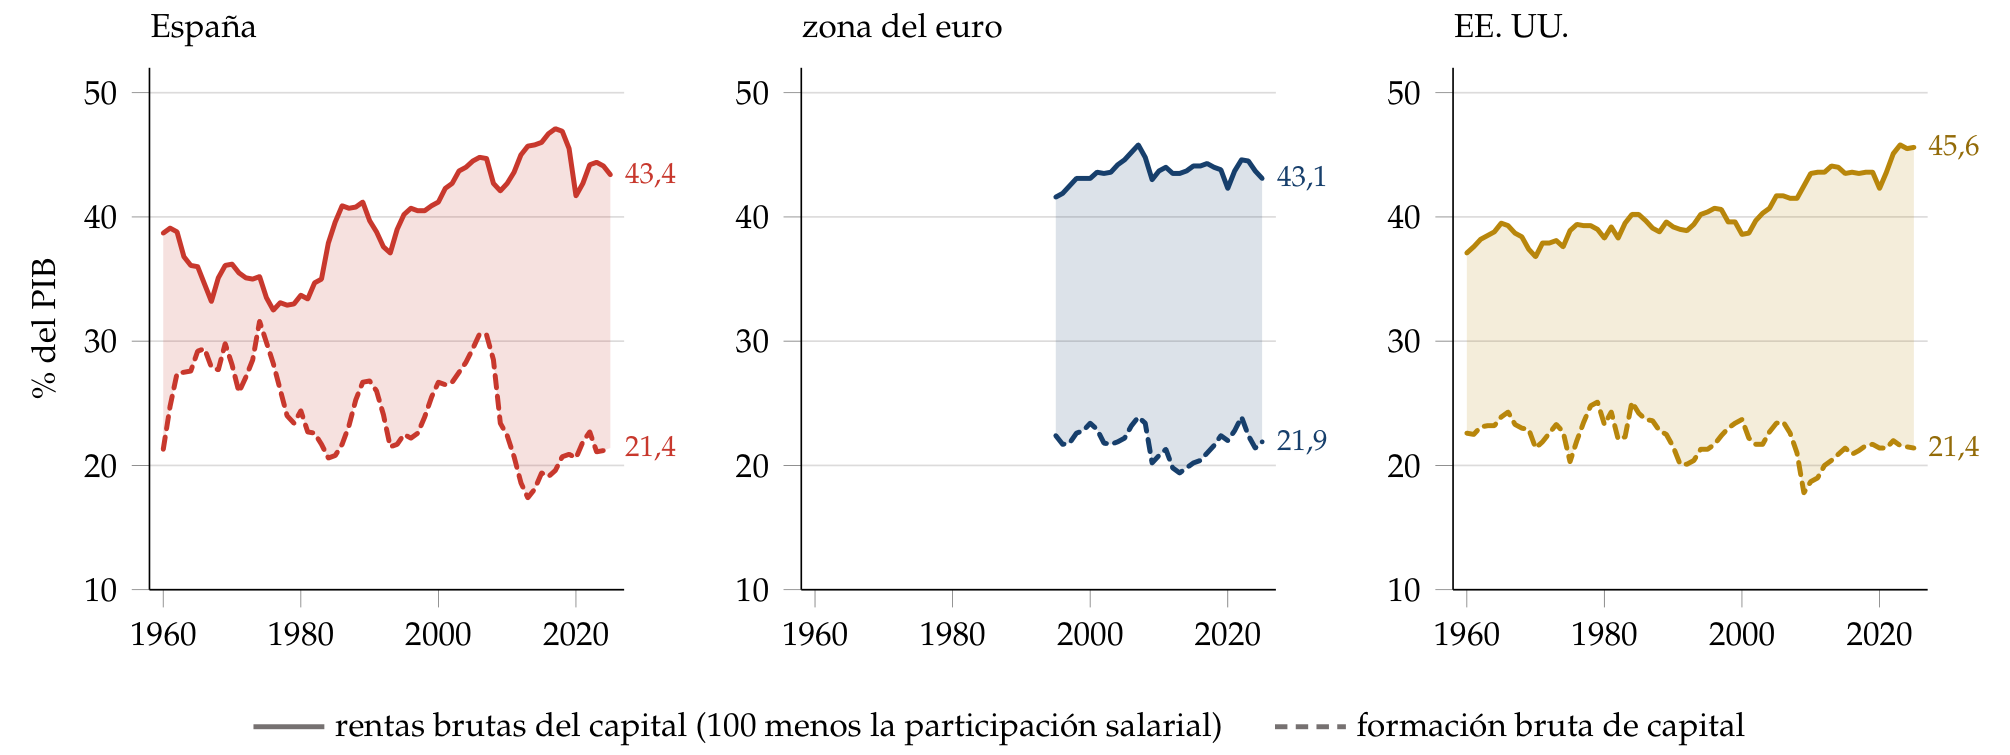 España
zona del euro
EE. UU.
% del PIB
50
40
30
20
10
1960 1980 2000 2020
43,4
21,4
50
40
30
20
10
1960 1980 2000 2020
43,1
21,9
50
40
30
20
10
1960 1980 2000 2020
45,6
21,4
rentas brutas del capital (100 menos la participación salarial)
formación bruta de capital